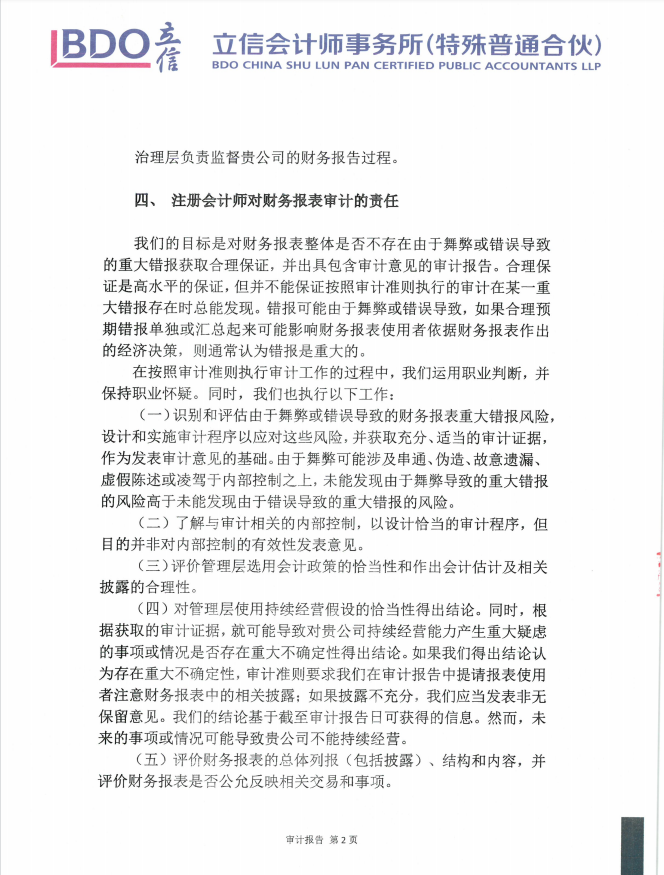 BDO 立信 立信会计师事务所(特殊普通合伙)
BDO CHINA SHU LUN PAN CERTIFIED PUBLIC ACCOUNTANTS LLP
治理层负责监督贵公司的财务报告过程。
四、 注册会计师对财务报表审计的责任
我们的目标是对财务报表整体是否不存在由于舞弊或错误导致
的重大错报获取合理保证，并出具包含审计意见的审计报告。合理保
证是高水平的保证，但并不能保证按照审计准则执行的审计在某一重
大错报存在时总能发现。错报可能由于舞弊或错误导致，如果合理预
期错报单独或汇总起来可能影响财务报表使用者依据财务报表作出
的经济决策，则通常认为错报是重大的。
在按照审计准则执行审计工作的过程中，我们运用职业判断，并
保持职业怀疑。同时，我们也执行以下工作：
（一）识别和评估由于舞弊或错误导致的财务报表重大错报风险，
设计和实施审计程序以应对这些风险，并获取充分、适当的审计证据，
作为发表审计意见的基础。由于舞弊可能涉及串通、伪造、故意遗漏、
虚假陈述或凌驾于内部控制之上，未能发现由于舞弊导致的重大错报
的风险高于未能发现由于错误导致的重大错报的风险。
（二）了解与审计相关的内部控制，以设计恰当的审计程序，但
目的并非对内部控制的有效性发表意见。
（三）评价管理层选用会计政策的恰当性和作出会计估计及相关
披露的合理性。
（四）对管理层使用持续经营假设的恰当性得出结论。同时，根
据获取的审计证据，就可能导致对贵公司持续经营能力产生重大疑虑
的事项或情况是否存在重大不确定性得出结论。如果我们得出结论认
为存在重大不确定性，审计准则要求我们在审计报告中提请报表使用
者注意财务报表中的相关披露；如果披露不充分，我们应当发表非无
保留意见。我们的结论基于截至审计报告日可获得的信息。然而，未
来的事项或情况可能导致贵公司不能持续经营。
（五）评价财务报表的总体列报（包括披露）、结构和内容，并
评价财务报表是否公允反映相关交易和事项。
审计报告 第 2 页